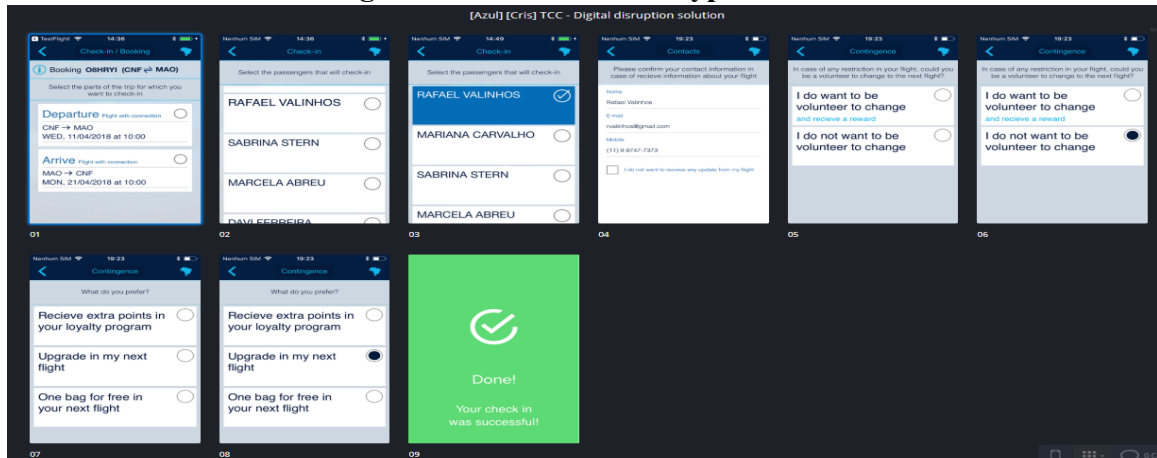 [Azul] [Cris] TCC - Digital disruption solution
TestFlight 14:36
Check-in / Booking
Booking O8HRYI (CNF ⇌ MAO)
Select the parts of the trip for which you
want to check-in
Departure Flight with connection
CNF → MAO
WED, 11/04/2018 at 10:00
Arrive Flight with connection
MAO → CNF
MON, 21/04/2018 at 10:00
01
Nenhum SIM 14:36
Check-in
Select the passengers that will check-in
RAFAEL VALINHOS
SABRINA STERN
MARCELA ABREU
DAVI FERREIRA
02
Nenhum SIM 14:49
Check-in
Select the passengers that will check-in
RAFAEL VALINHOS
MARIANA CARVALHO
SABRINA STERN
MARCELA ABREU
03
Nenhum SIM 19:23
Contacts
Please confirm your contact information in
case of recieve information about your flight
Nome
Rafael Valinhos
E-mail
rvalinhos@gmail.com
Mobile
(11) 9 8747-7373
I do not want to recieve any update from my flight
04
Nenhum SIM 19:23
Contingence
In case of any restriction in your flight, could you
be a volunteer to change to the next flight?
I do want to be
volunteer to change
and recieve a reward
I do not want to be
volunteer to change
05
Nenhum SIM 19:23
Contingence
In case of any restriction in your flight, could you
be a volunteer to change to the next flight?
I do want to be
volunteer to change
and recieve a reward
I do not want to be
volunteer to change
06
Nenhum SIM 19:23
Contingence
What do you prefer?
Recieve extra points in
your loyalty program
Upgrade in my next
flight
One bag for free in
your next flight
07
Nenhum SIM 19:23
Contingence
What do you prefer?
Recieve extra points in
your loyalty program
Upgrade in my next
flight
One bag for free in
your next flight
08
Done!
Your check in
was successful!
09